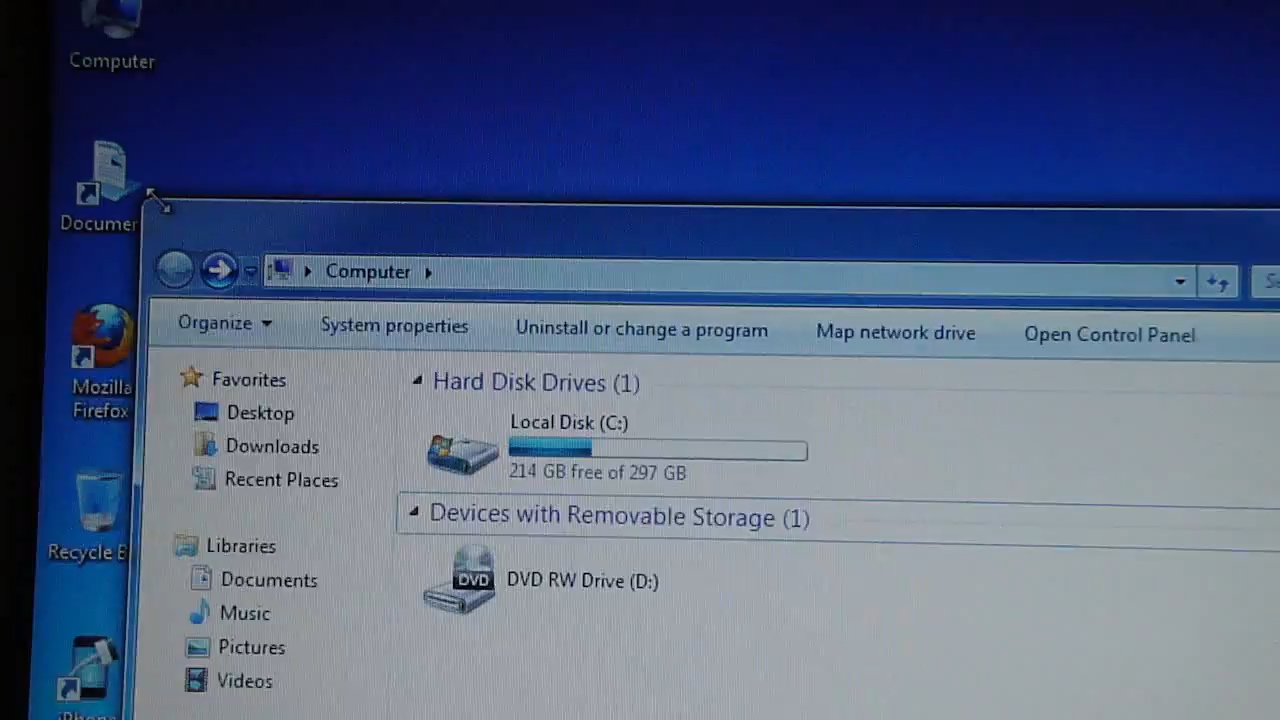 Computer
Documen
Mozilla
Firefox
Recycle B
Computer
Organize
System properties
Uninstall or change a program
Map network drive
Open Control Panel
Favorites
Desktop
Downloads
Recent Places
Libraries
Documents
Music
Pictures
Videos
Hard Disk Drives (1)
Local Disk (C:)
214 GB free of 297 GB
Devices with Removable Storage (1)
DVD
DVD RW Drive (D:)